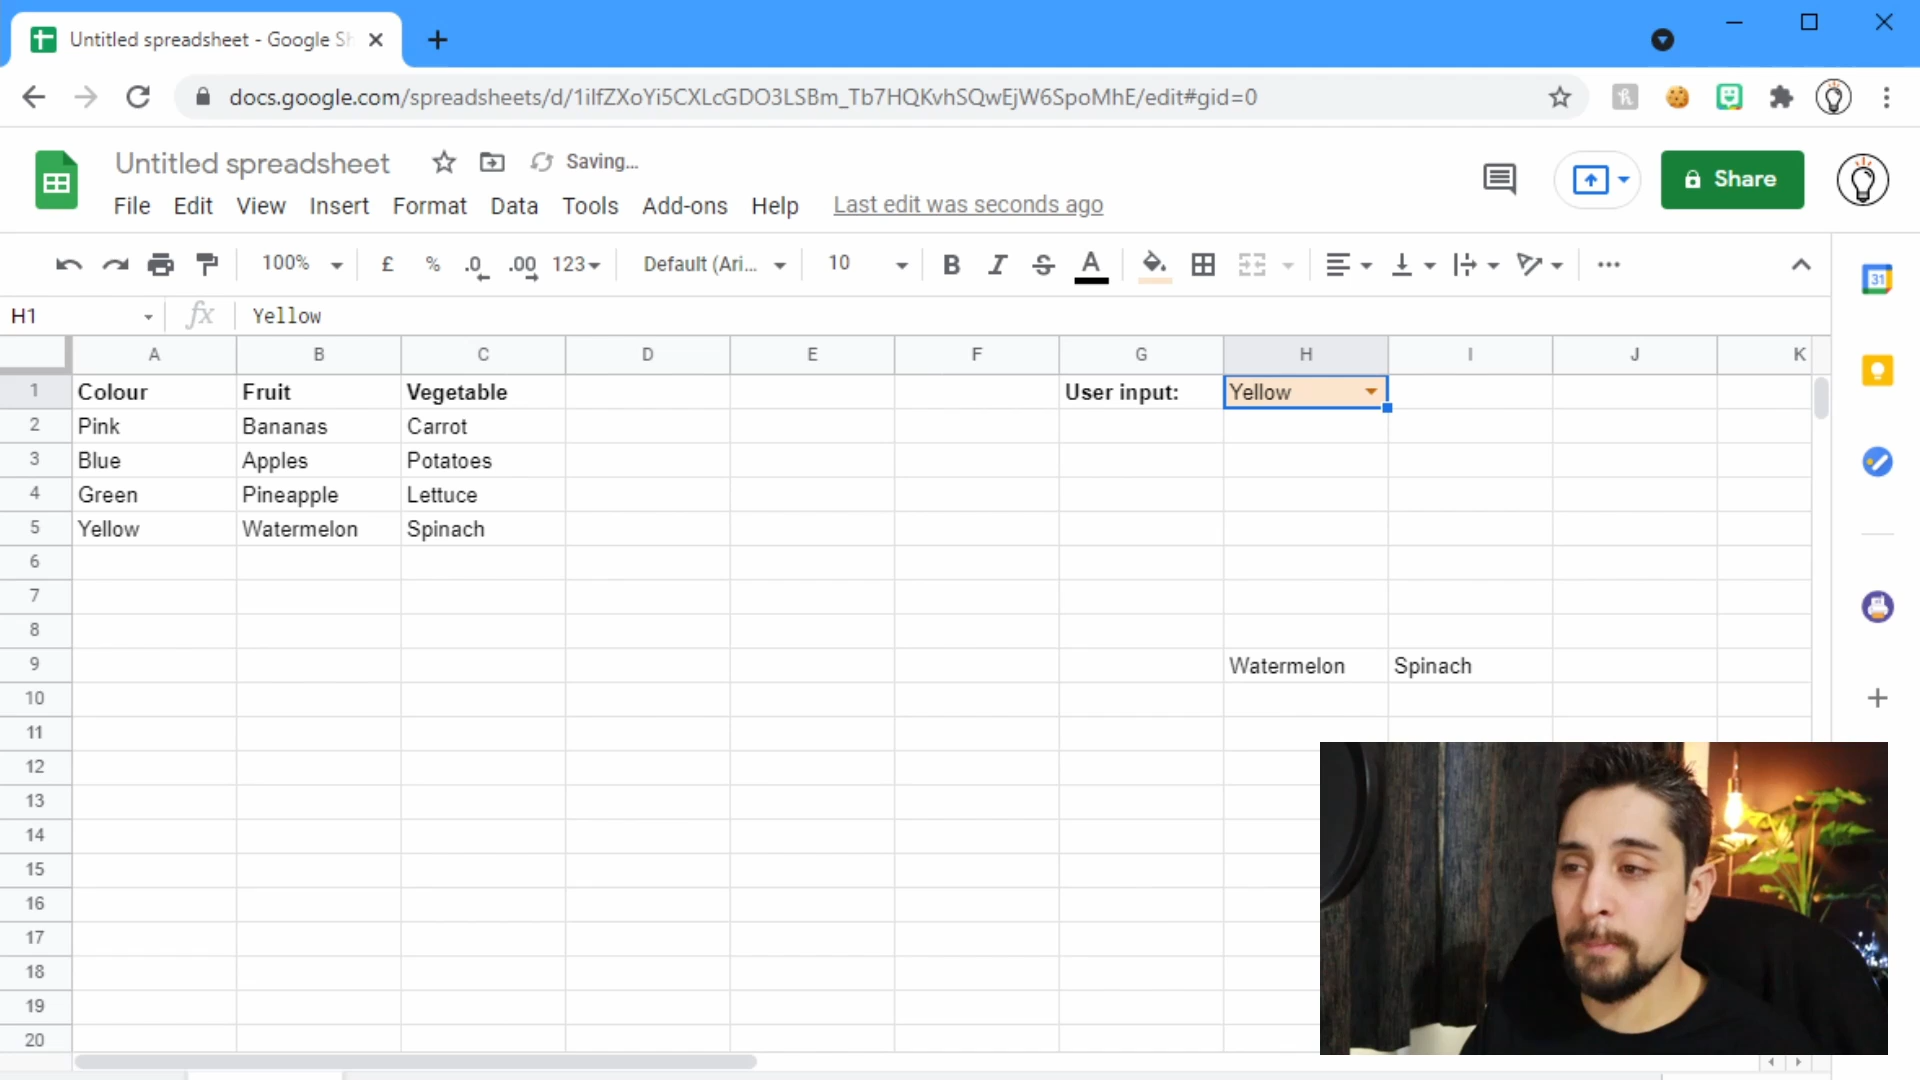 Untitled spreadsheet - Google Sh
docs.google.com/spreadsheets/d/1ilfZXoYi5CXLcGDO3LSBm_Tb7HQKvhSQwEjW6SpoMhE/edit#gid=0
Untitled spreadsheet Saving...
File Edit View Insert Format Data Tools Add-ons Help Last edit was seconds ago
Share
100% £ % .0 .00 123 Default (Ari... 10 B I S A
31
H1 fx Yellow
A B C D E F G H I J K
1 Colour Fruit Vegetable User input: Yellow
2 Pink Bananas Carrot
3 Blue Apples Potatoes
4 Green Pineapple Lettuce
5 Yellow Watermelon Spinach
6
7
8
9 Watermelon Spinach
10
11
12
13
14
15
16
17
18
19
20